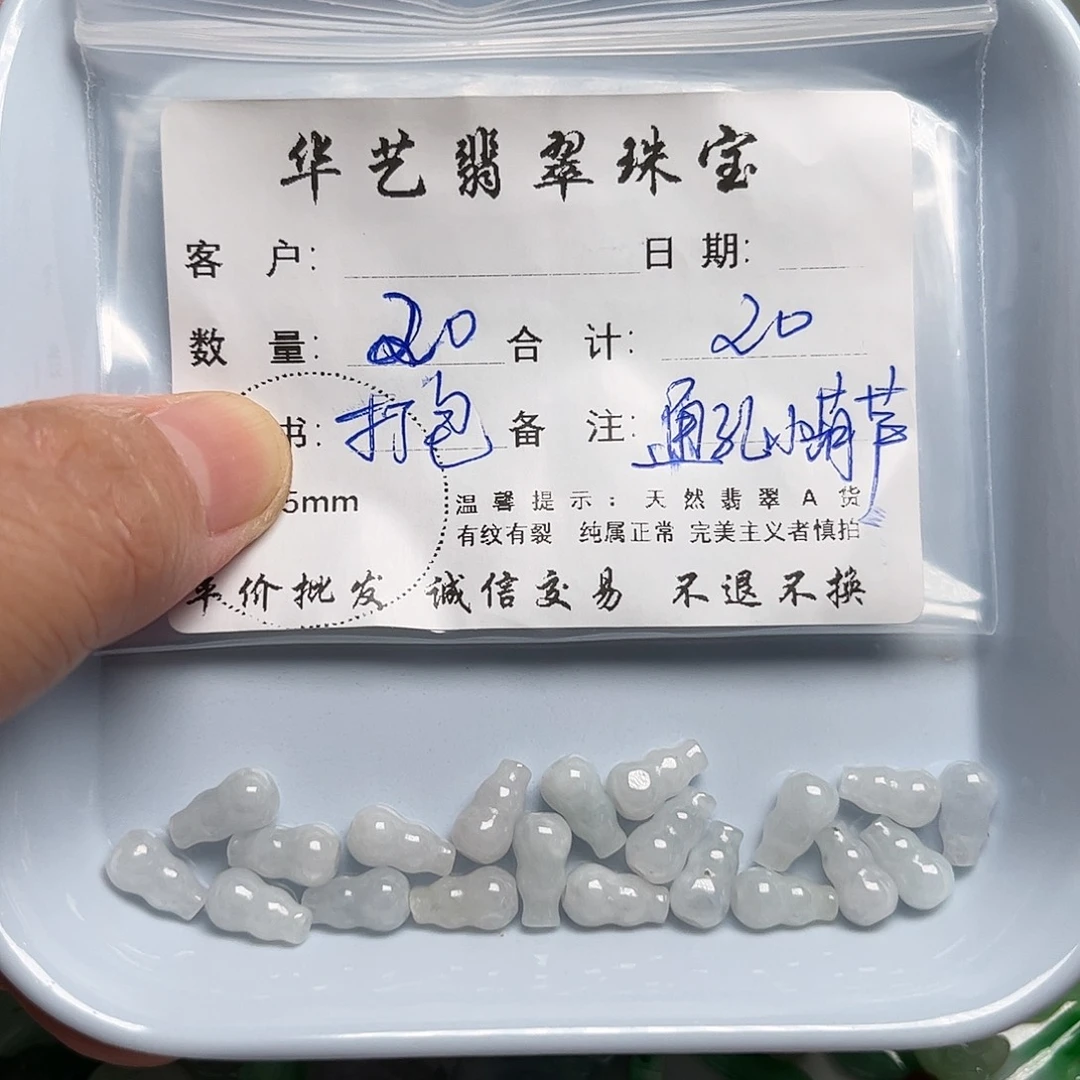 华艺翡翠珠宝
客 户: 日 期:
数 量: 20 合 计: 20
书: 打包 备 注: 通孔小葫芦
5mm 温馨提示:天然翡翠A货
有纹有裂 纯属正常 完美主义者慎拍
平价批发 诚信交易 不退不换